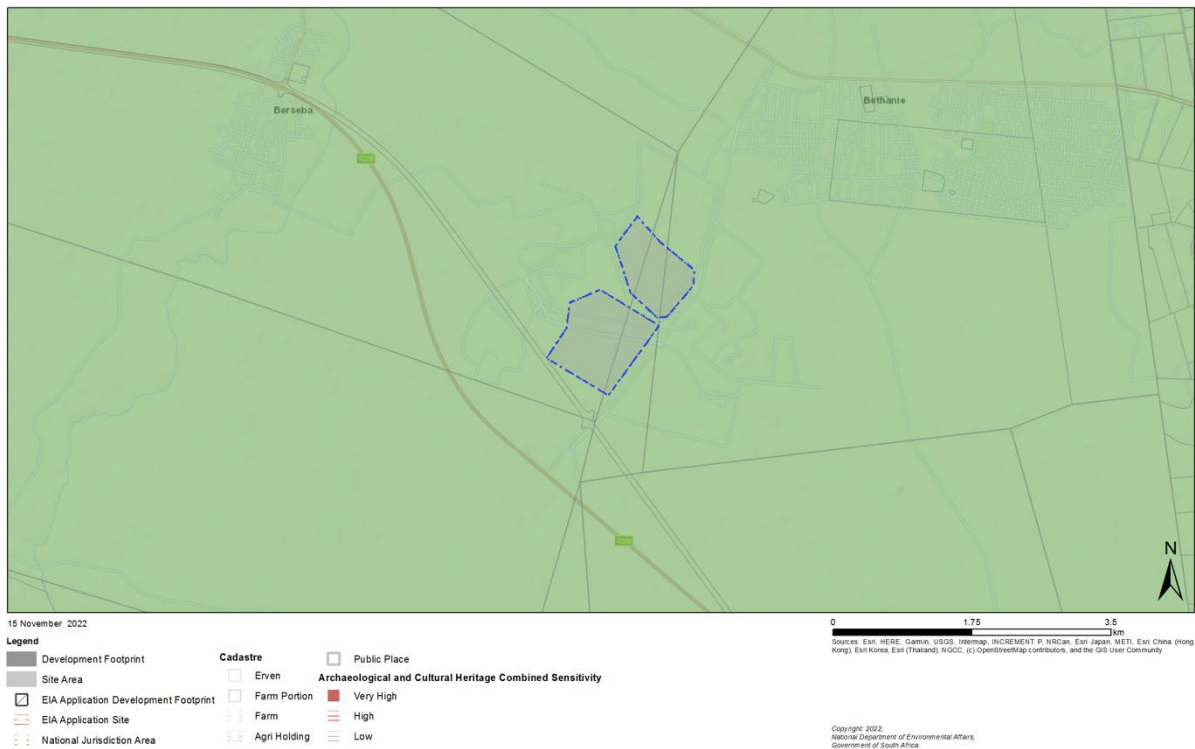 Berseba
Bethanie
N
15 November 2022
0 1.75 3.5
km
Sources: Esri, HERE, Garmin, USGS, Intermap, INCREMENT P, NRCan, Esri Japan, METI, Esri China (Hong
Kong), Esri Korea, Esri (Thailand), NGCC, (c) OpenStreetMap contributors, and the GIS User Community
Legend
Development Footprint
Site Area
EIA Application Development Footprint
EIA Application Site
National Jurisdiction Area
Cadastre
Erven
Farm Portion
Farm
Agri Holding
Public Place
Archaeological and Cultural Heritage Combined Sensitivity
Very High
High
Low
Copyright: 2022,
National Department of Environmental Affairs,
Government of South Africa.